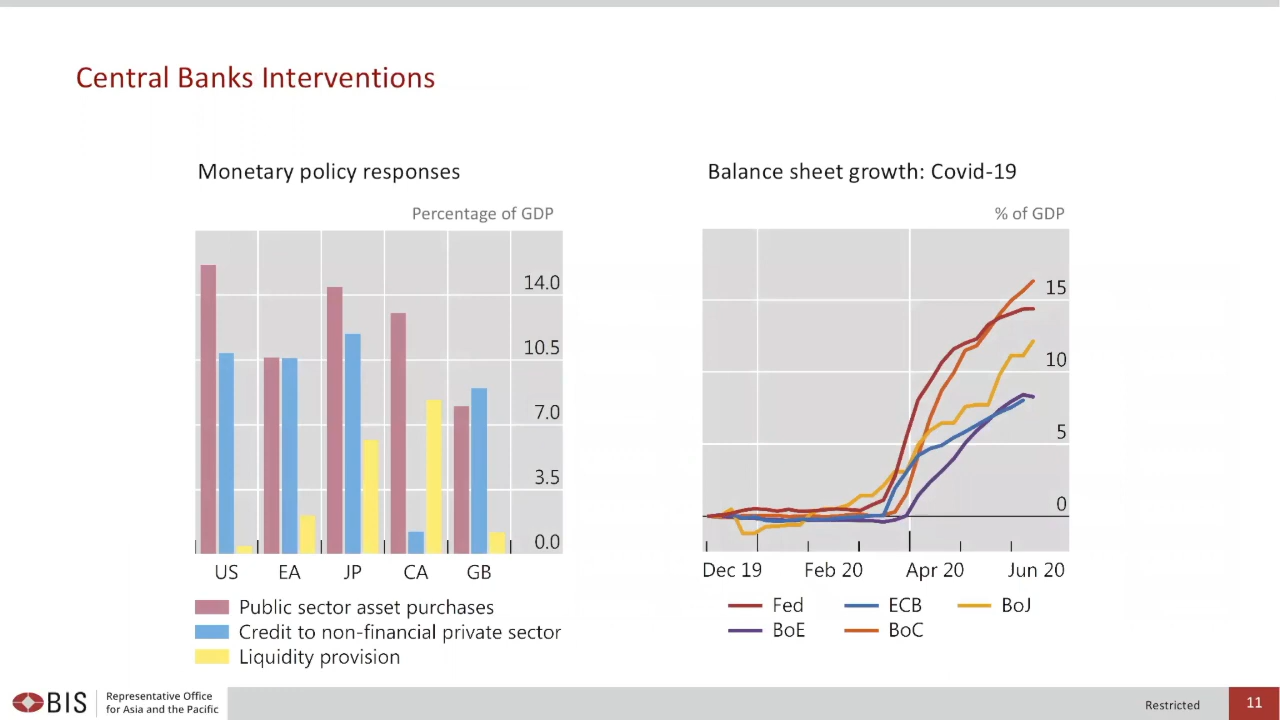 Central Banks Interventions
Monetary policy responses
Percentage of GDP
14.0
10.5
7.0
3.5
0.0
US EA JP CA GB
Public sector asset purchases
Credit to non-financial private sector
Liquidity provision
Balance sheet growth: Covid-19
% of GDP
15
10
5
0
Dec 19 Feb 20 Apr 20 Jun 20
Fed ECB BoJ
BoE BoC
BIS
Representative Office
for Asia and the Pacific
Restricted
11